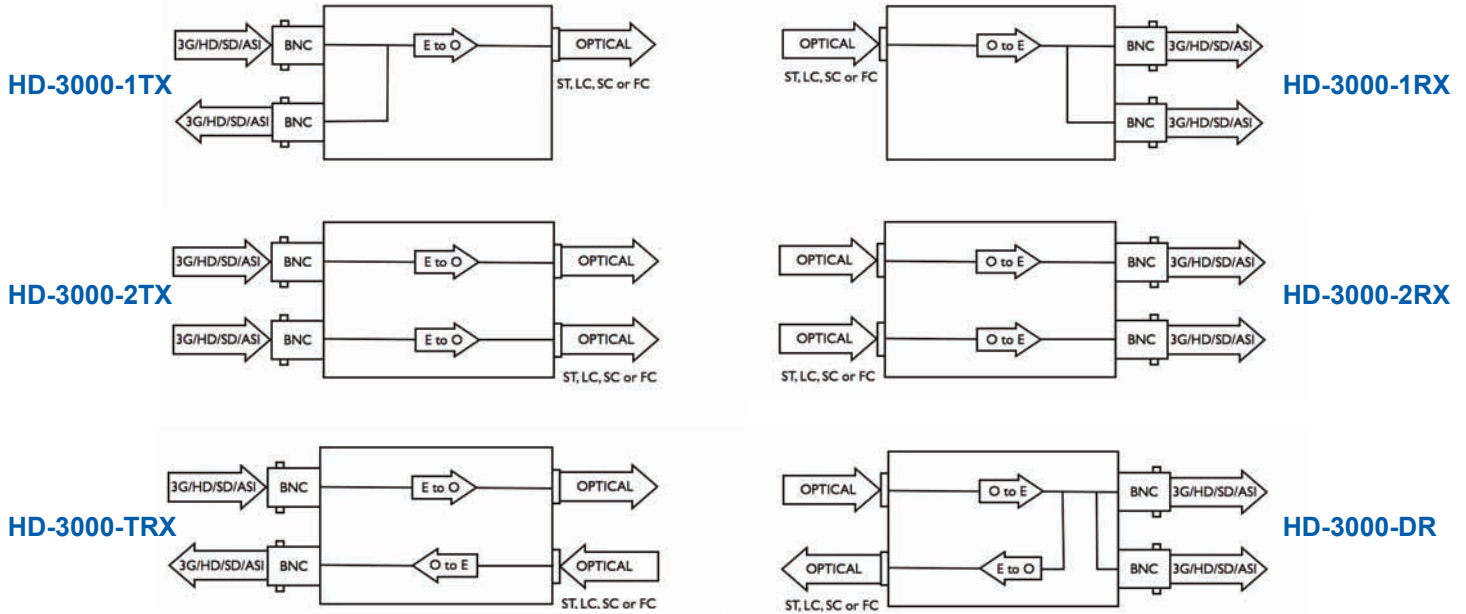 3G/HD/SD/ASI BNC E to O OPTICAL
ST, LC, SC or FC
HD-3000-1TX
3G/HD/SD/ASI BNC
OPTICAL O to E BNC 3G/HD/SD/ASI
ST, LC, SC or FC
HD-3000-1RX
BNC 3G/HD/SD/ASI
3G/HD/SD/ASI BNC E to O OPTICAL
HD-3000-2TX
3G/HD/SD/ASI BNC E to O OPTICAL
ST, LC, SC or FC
OPTICAL O to E BNC 3G/HD/SD/ASI
HD-3000-2RX
OPTICAL O to E BNC 3G/HD/SD/ASI
ST, LC, SC or FC
3G/HD/SD/ASI BNC E to O OPTICAL
HD-3000-TRX
3G/HD/SD/ASI BNC O to E OPTICAL
ST, LC, SC or FC
OPTICAL O to E BNC 3G/HD/SD/ASI
HD-3000-DR
OPTICAL E to O BNC 3G/HD/SD/ASI
ST, LC, SC or FC